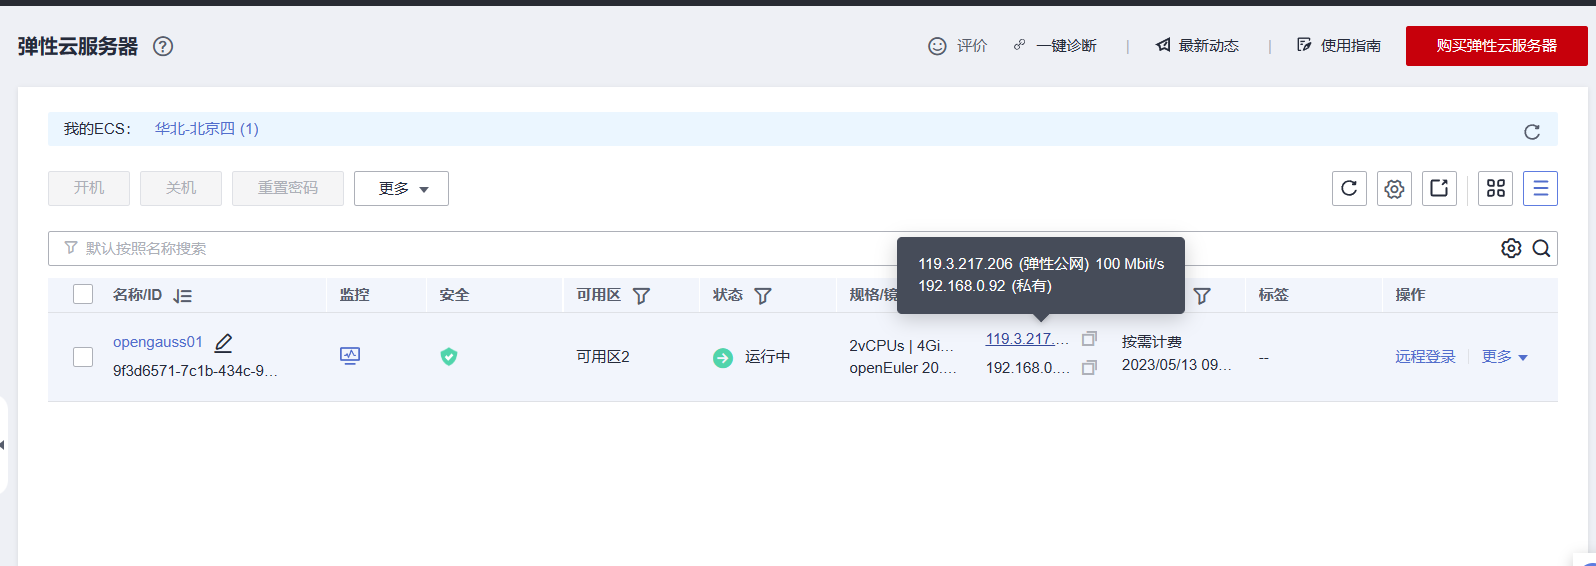 弹性云服务器 ?
评价 一键诊断 | 最新动态 | 使用指南 购买弹性云服务器
我的ECS： 华北-北京四 (1)
开机 关机 重置密码 更多
默认按照名称搜索
119.3.217.206 (弹性公网) 100 Mbit/s
192.168.0.92 (私有)
名称/ID 监控 安全 可用区 状态 规格/镜 标签 操作
opengauss01
9f3d6571-7c1b-434c-9...
可用区2
运行中
2vCPUs | 4Gi...
openEuler 20....
119.3.217....
192.168.0....
按需计费
2023/05/13 09...
--
远程登录 更多